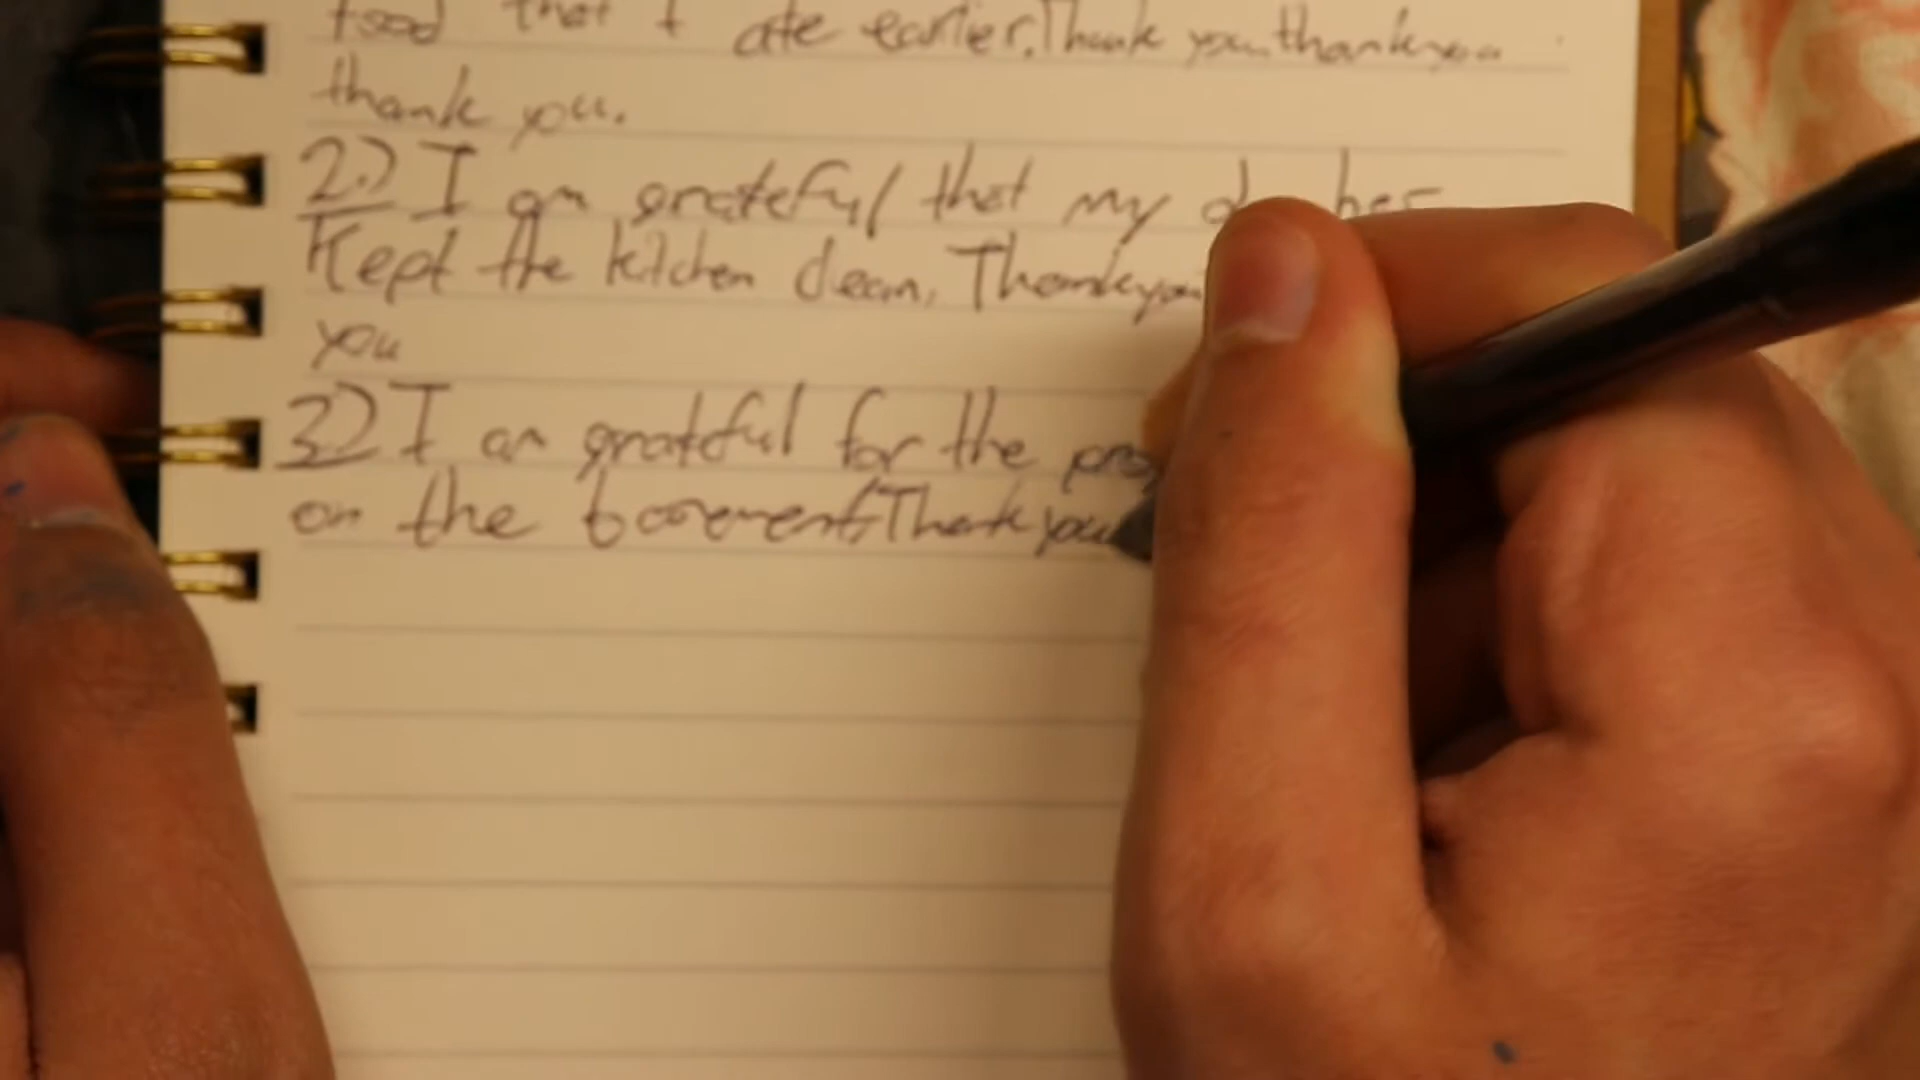 food that I ate earlier. Thank you thank you
thank you.
2.) I am grateful that my
Kept the kitchen clean. Thank you
you
3.) I am grateful for the
on the basement. Thank you